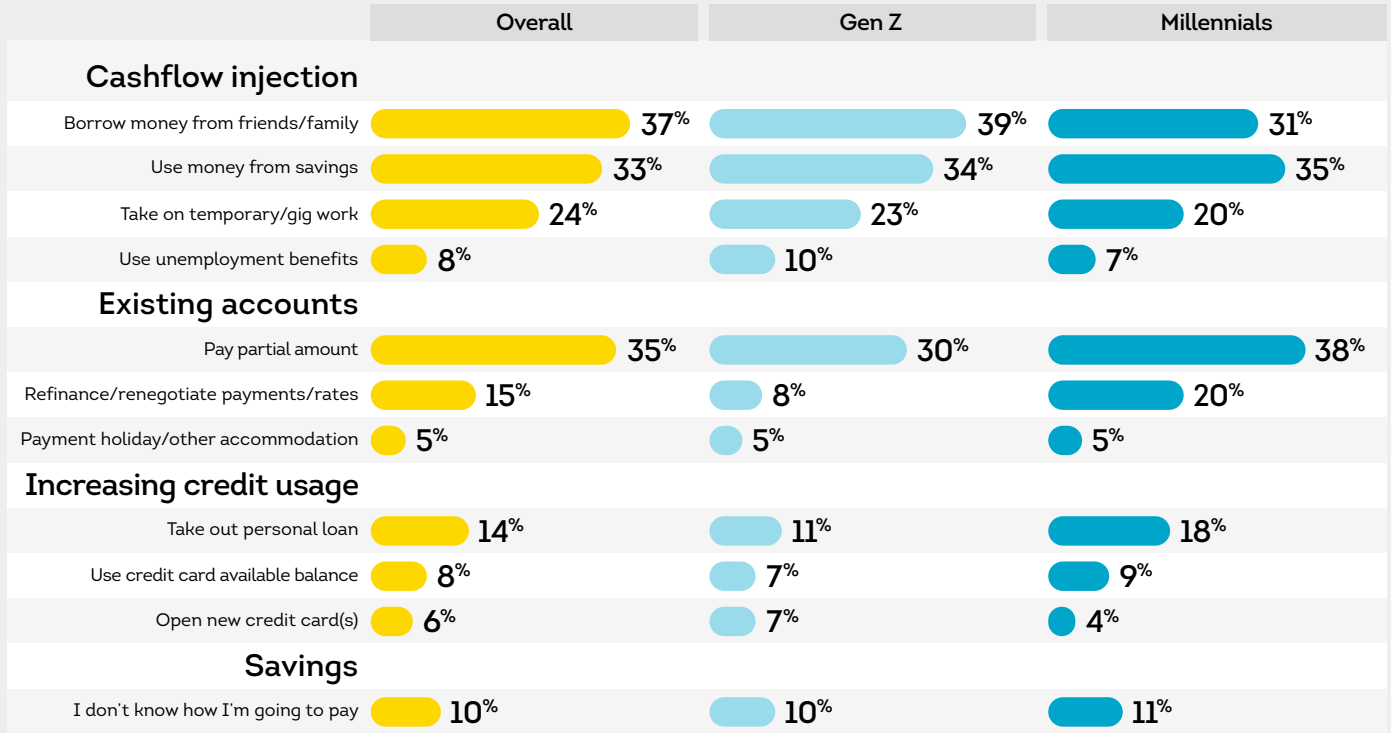 Overall Gen Z Millennials
Cashflow injection
Borrow money from friends/family 37% 39% 31%
Use money from savings 33% 34% 35%
Take on temporary/gig work 24% 23% 20%
Use unemployment benefits 8% 10% 7%
Existing accounts
Pay partial amount 35% 30% 38%
Refinance/renegotiate payments/rates 15% 8% 20%
Payment holiday/other accommodation 5% 5% 5%
Increasing credit usage
Take out personal loan 14% 11% 18%
Use credit card available balance 8% 7% 9%
Open new credit card(s) 6% 7% 4%
Savings
I don't know how I'm going to pay 10% 10% 11%